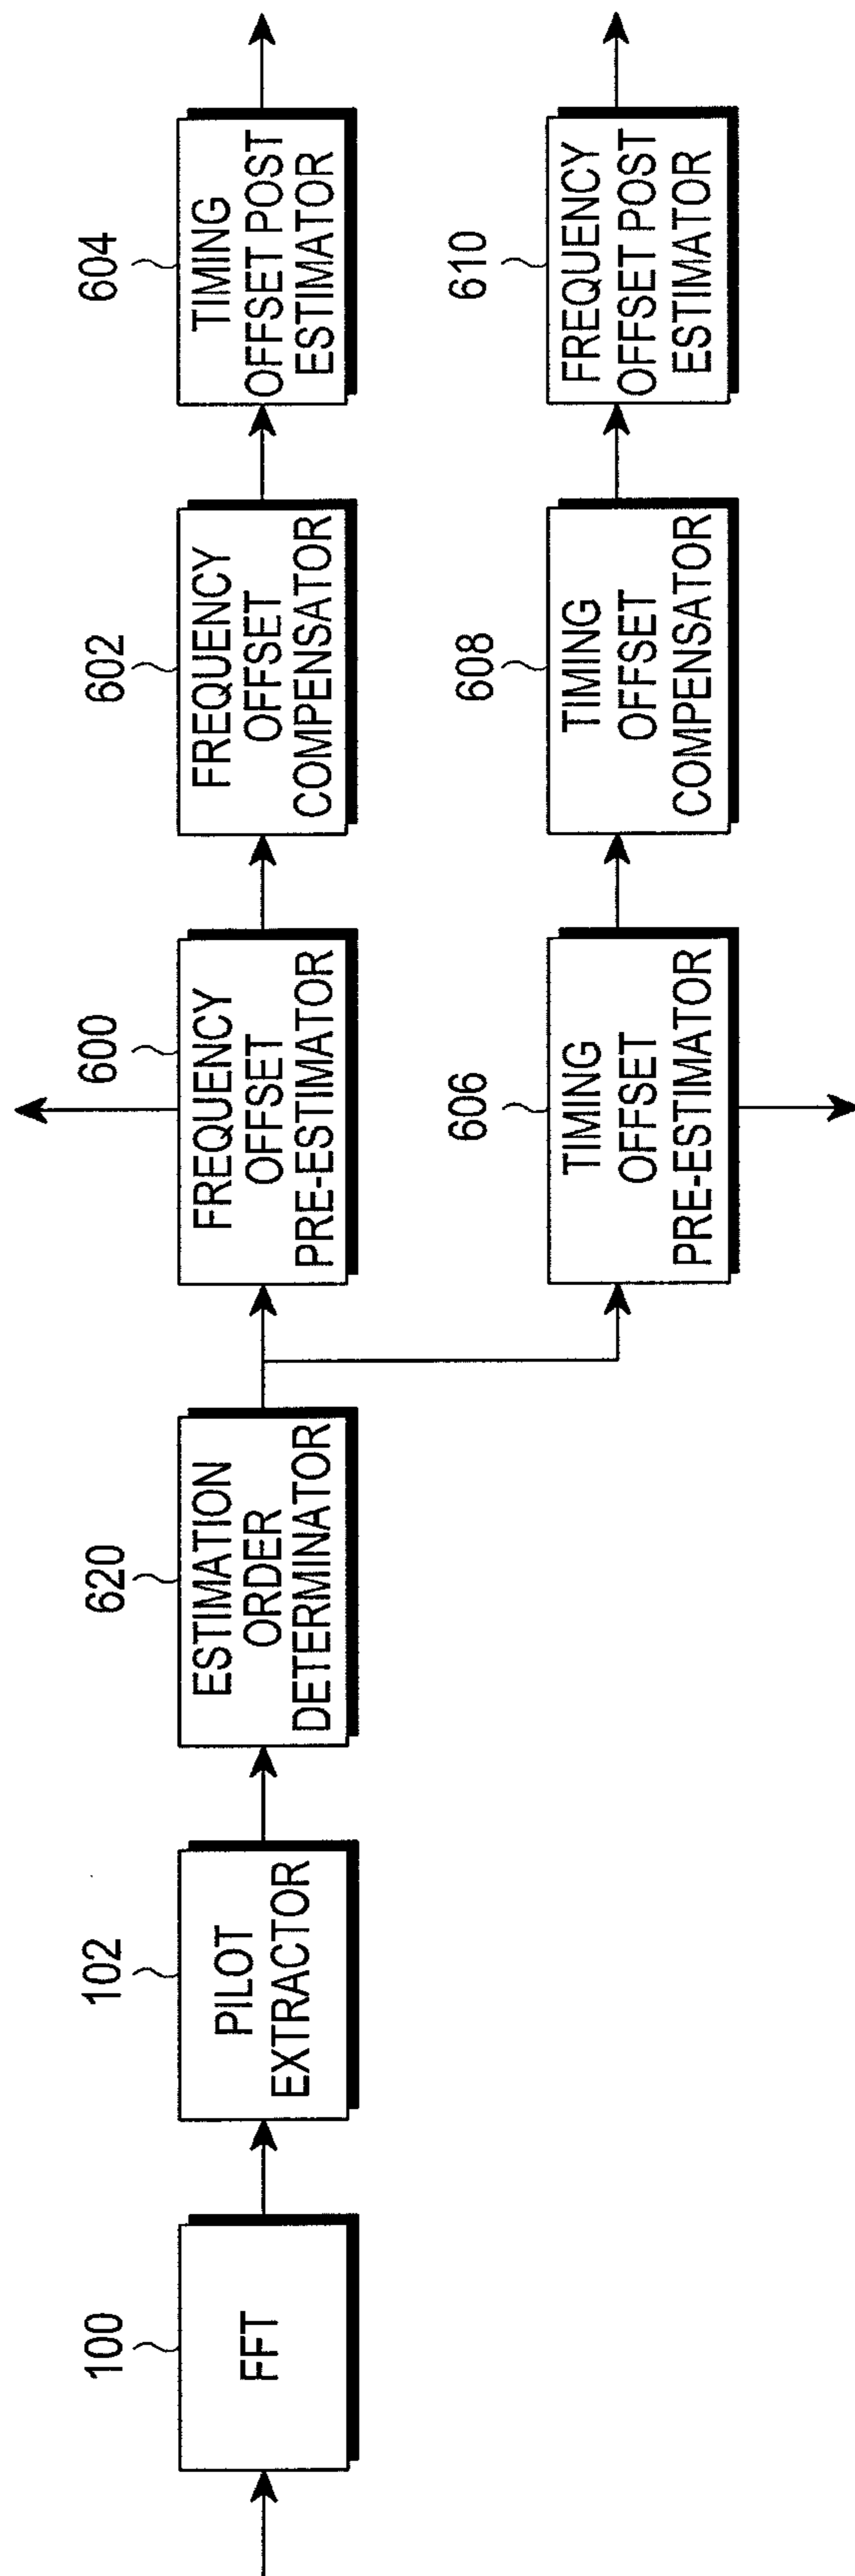 100
FFT
102
PILOT
EXTRACTOR
620
ESTIMATION
ORDER
DETERMINATOR
600
FREQUENCY
OFFSET
PRE-ESTIMATOR
602
FREQUENCY
OFFSET
COMPENSATOR
604
TIMING
OFFSET POST
ESTIMATOR
606
TIMING
OFFSET
PRE-ESTIMATOR
608
TIMING
OFFSET
COMPENSATOR
610
FREQUENCY
OFFSET POST
ESTIMATOR